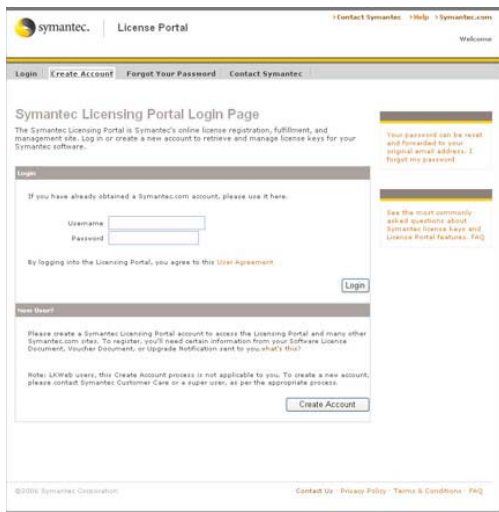 Contact Symantec Help Symantec.com
symantec. License Portal
Welcome
Login Create Account Forgot Your Password Contact Symantec
Symantec Licensing Portal Login Page
The Symantec Licensing Portal is Symantec's online license registration, fulfillment, and
management site. Log in or create a new account to retrieve and manage license keys for your
Symantec software.
Your password can be reset
and forwarded to your
original email address. I
forgot my password
Login
If you have already obtained a Symantec.com account, please use it here.
Username
Password
By logging into the Licensing Portal, you agree to this User Agreement
Login
See the most commonly
asked questions about
Symantec license keys and
License Portal features. FAQ
New User?
Please create a Symantec Licensing Portal account to access the Licensing Portal and many other
Symantec.com sites. To register, you'll need certain information from your Software License
Document, Voucher Document, or Upgrade Notification sent to you.what's this?
Note: LKWeb users, this Create Account process is not applicable to you. To create a new account,
please contact Symantec Customer Care or a super user, as per the appropriate process.
Create Account
©2006 Symantec Corporation
Contact Us · Privacy Policy · Terms & Conditions · FAQ